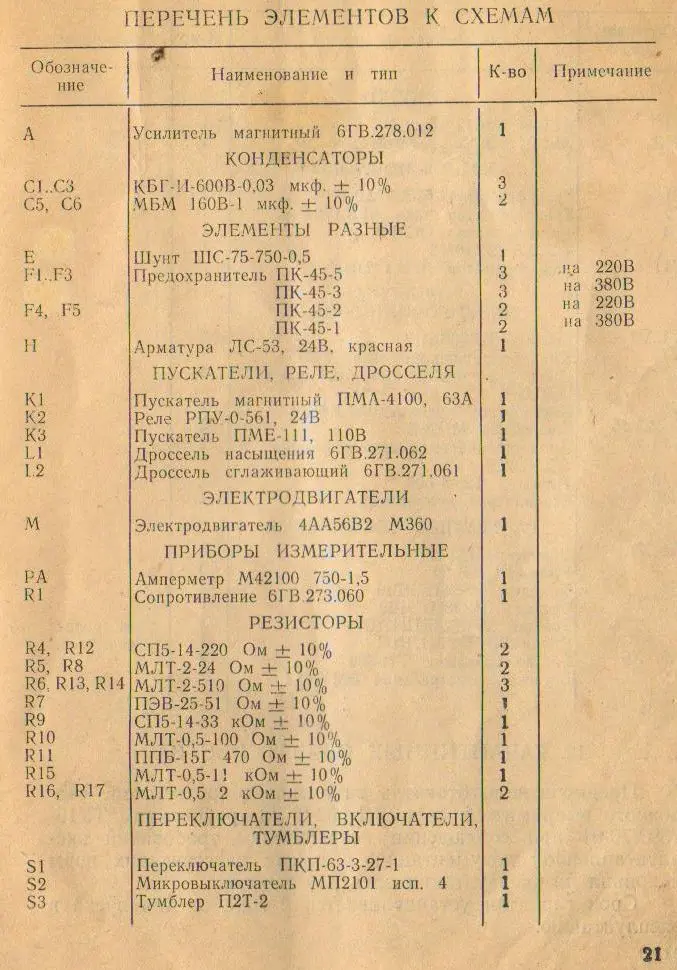 ПЕРЕЧЕНЬ ЭЛЕМЕНТОВ К СХЕМАМ
Обозначе-ние Наименование и тип К-во Примечание
А Усилитель магнитный 6ГВ.278.012 1
КОНДЕНСАТОРЫ
С1..С3 КБГ-И-600В-0,03 мкф. ± 10% 3
С5, С6 МБМ 160В-1 мкф. ± 10% 2
ЭЛЕМЕНТЫ РАЗНЫЕ
Е Шунт ШС-75-750-0,5 1
F1..F3 Предохранитель ПК-45-5 3 на 220В
ПК-45-3 3 на 380В
F4, F5 ПК-45-2 2 на 220В
ПК-45-1 2 на 380В
Н Арматура ЛС-53, 24В, красная 1
ПУСКАТЕЛИ, РЕЛЕ, ДРОССЕЛЯ
К1 Пускатель магнитный ПМА-4100, 63А 1
К2 Реле РПУ-0-561, 24В 1
К3 Пускатель ПМЕ-111, 110В 1
L1 Дроссель насыщения 6ГВ.271.062 1
L2 Дроссель сглаживающий 6ГВ.271.061 1
ЭЛЕКТРОДВИГАТЕЛИ
М Электродвигатель 4АА56В2 М360 1
ПРИБОРЫ ИЗМЕРИТЕЛЬНЫЕ
РА Амперметр М42100 750-1,5 1
R1 Сопротивление 6ГВ.273.060 1
РЕЗИСТОРЫ
R4, R12 СП5-14-220 Ом ± 10% 2
R5, R8 МЛТ-2-24 Ом ± 10% 2
R6, R13, R14 МЛТ-2-510 Ом ± 10% 3
R7 ПЭВ-25-51 Ом ± 10% 1
R9 СП5-14-33 кОм ± 10% 1
R10 МЛТ-0,5-100 Ом ± 10% 1
R11 ППБ-15Г 470 Ом ± 10% 1
R15 МЛТ-0,5-11 кОм ± 10% 1
R16, R17 МЛТ-0,5 2 кОм ± 10% 2
ПЕРЕКЛЮЧАТЕЛИ, ВКЛЮЧАТЕЛИ,
ТУМБЛЕРЫ
S1 Переключатель ПКП-63-3-27-1 1
S2 Микровыключатель МП2101 исп. 4 1
S3 Тумблер П2Т-2 1
21